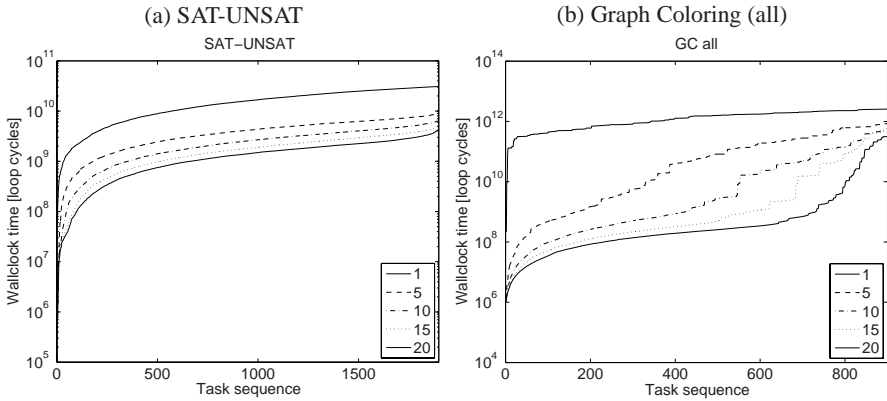 (a) SAT-UNSAT
SAT−UNSAT
10^11
10^10
10^9
10^8
10^7
10^6
10^5
Wallclock time [loop cycles]
0 500 1000 1500
Task sequence
1
5
10
15
20
(b) Graph Coloring (all)
GC all
10^14
10^12
10^10
10^8
10^6
10^4
Wallclock time [loop cycles]
0 200 400 600 800
Task sequence
1
5
10
15
20